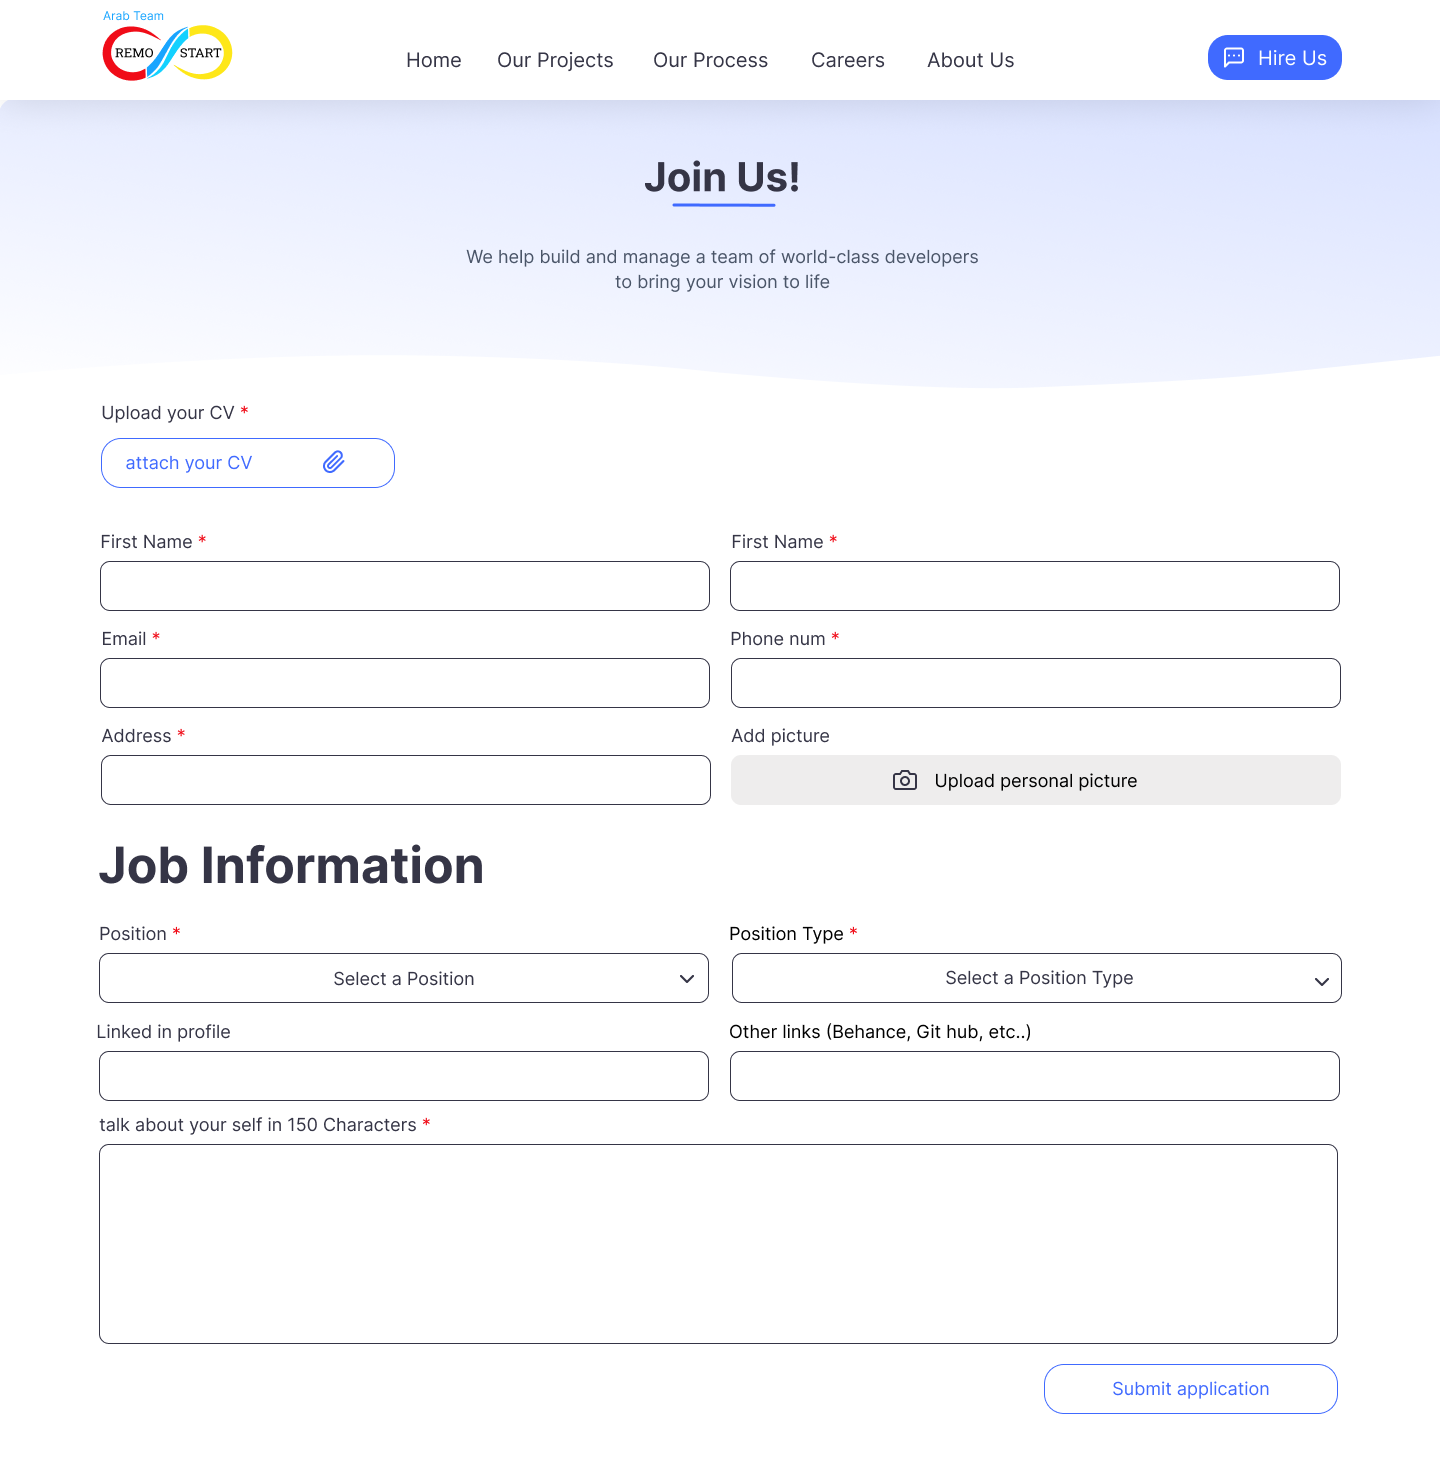 Arab Team
REMO START
Home Our Projects Our Process Careers About Us Hire Us
Join Us!
We help build and manage a team of world-class developers
to bring your vision to life
Upload your CV *
attach your CV
First Name * First Name *
Email * Phone num *
Address * Add picture
Upload personal picture
Job Information
Position * Position Type *
Select a Position Select a Position Type
Linked in profile Other links (Behance, Git hub, etc..)
talk about your self in 150 Characters *
Submit application